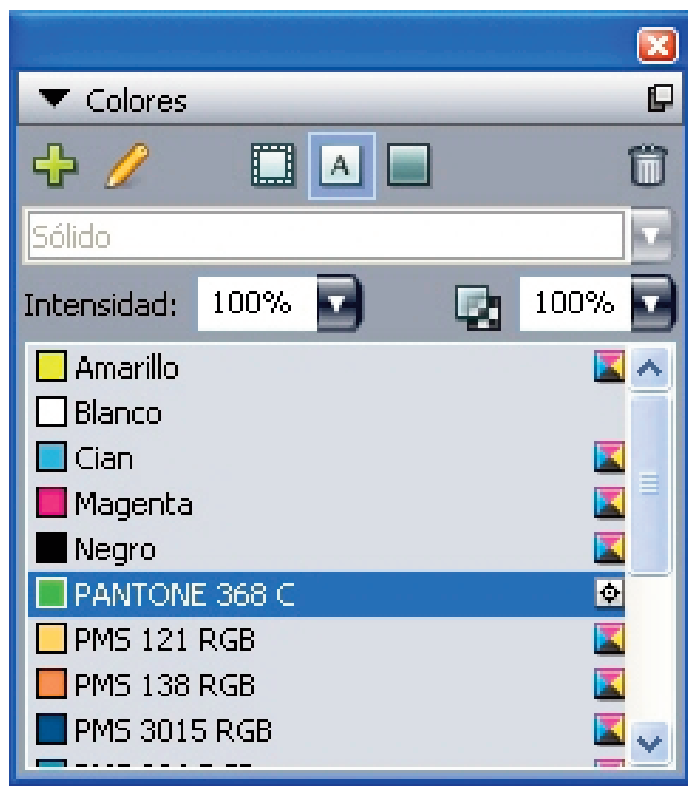 Colores
A
Sólido
Intensidad: 100% 100%
Amarillo
Blanco
Cian
Magenta
Negro
PANTONE 368 C
PMS 121 RGB
PMS 138 RGB
PMS 3015 RGB